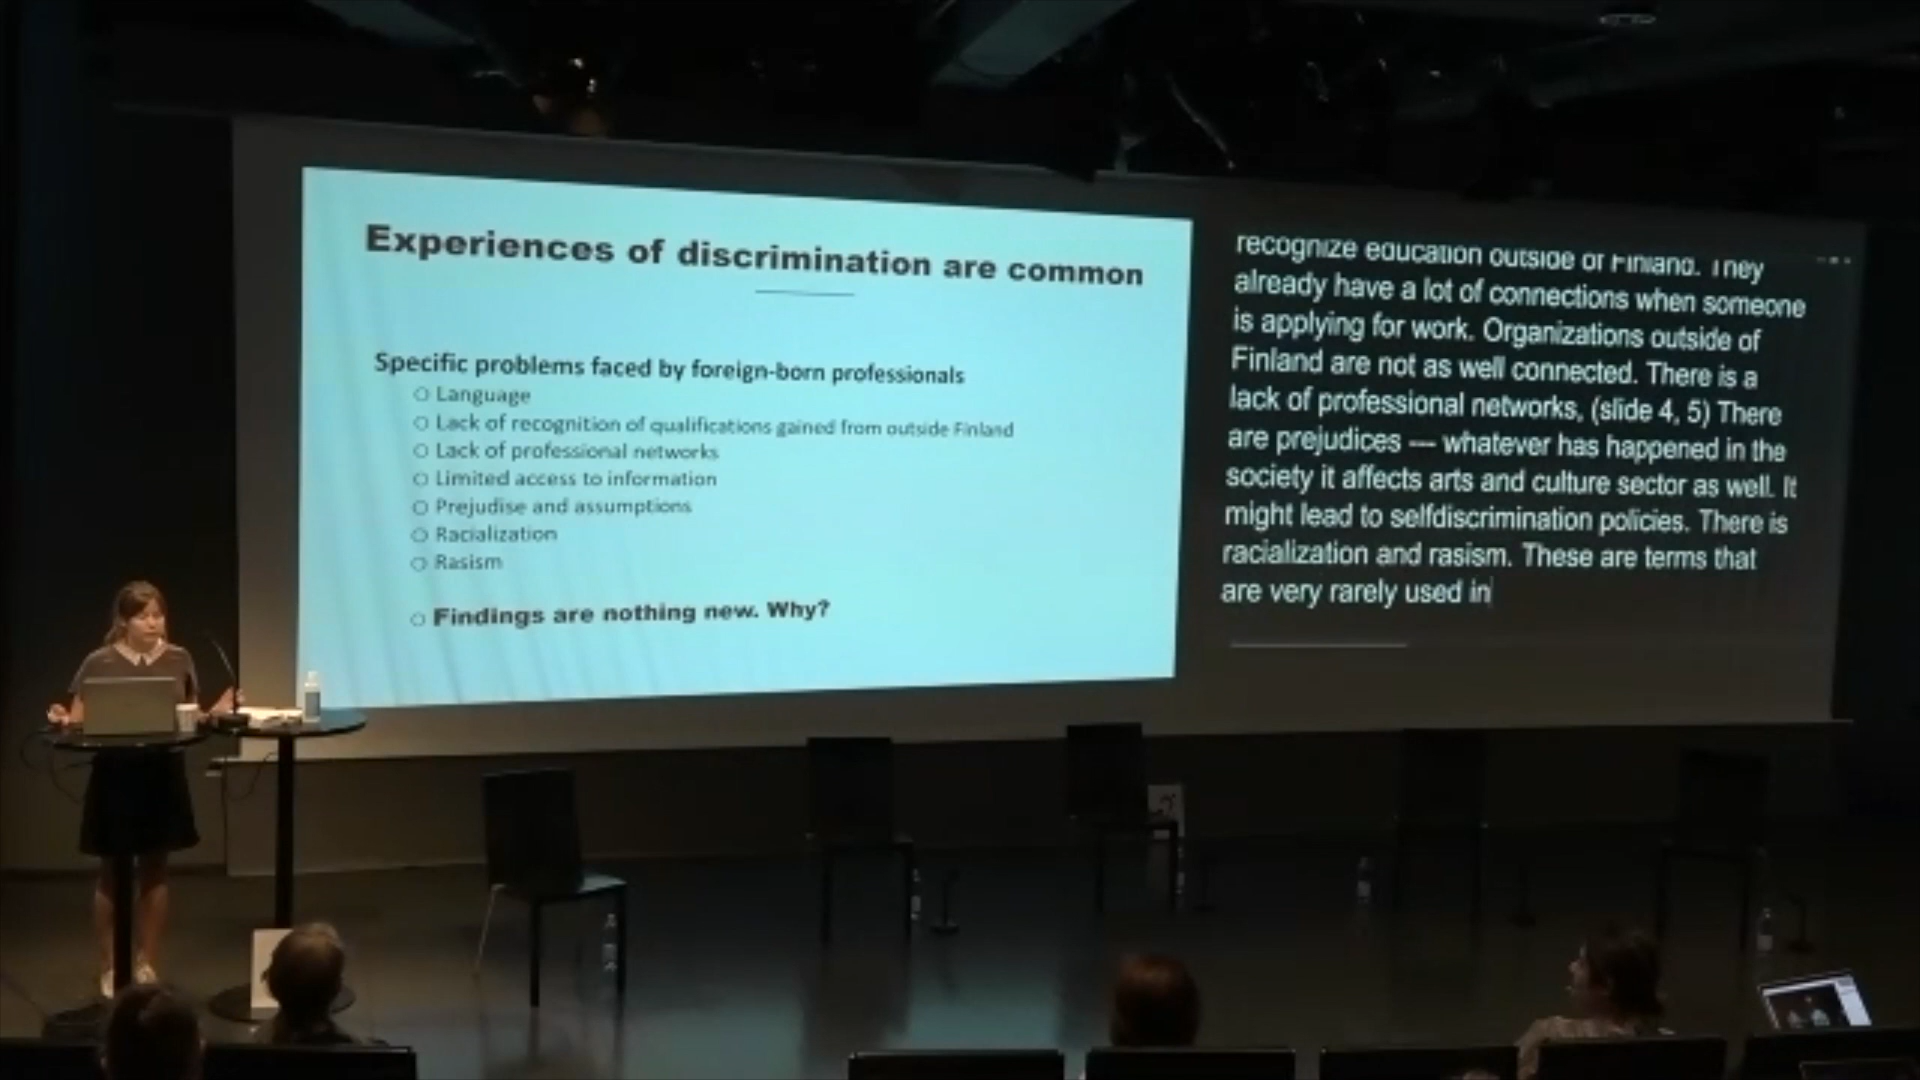 Experiences of discrimination are common
Specific problems faced by foreign-born professionals
○ Language
○ Lack of recognition of qualifications gained from outside Finland
○ Lack of professional networks
○ Limited access to information
○ Prejudise and assumptions
○ Racialization
○ Rasism
○ Findings are nothing new. Why?
recognize education outside of Finland. They
already have a lot of connections when someone
is applying for work. Organizations outside of
Finland are not as well connected. There is a
lack of professional networks, (slide 4, 5) There
are prejudices --- whatever has happened in the
society it affects arts and culture sector as well. It
might lead to selfdiscrimination policies. There is
racialization and rasism. These are terms that
are very rarely used in